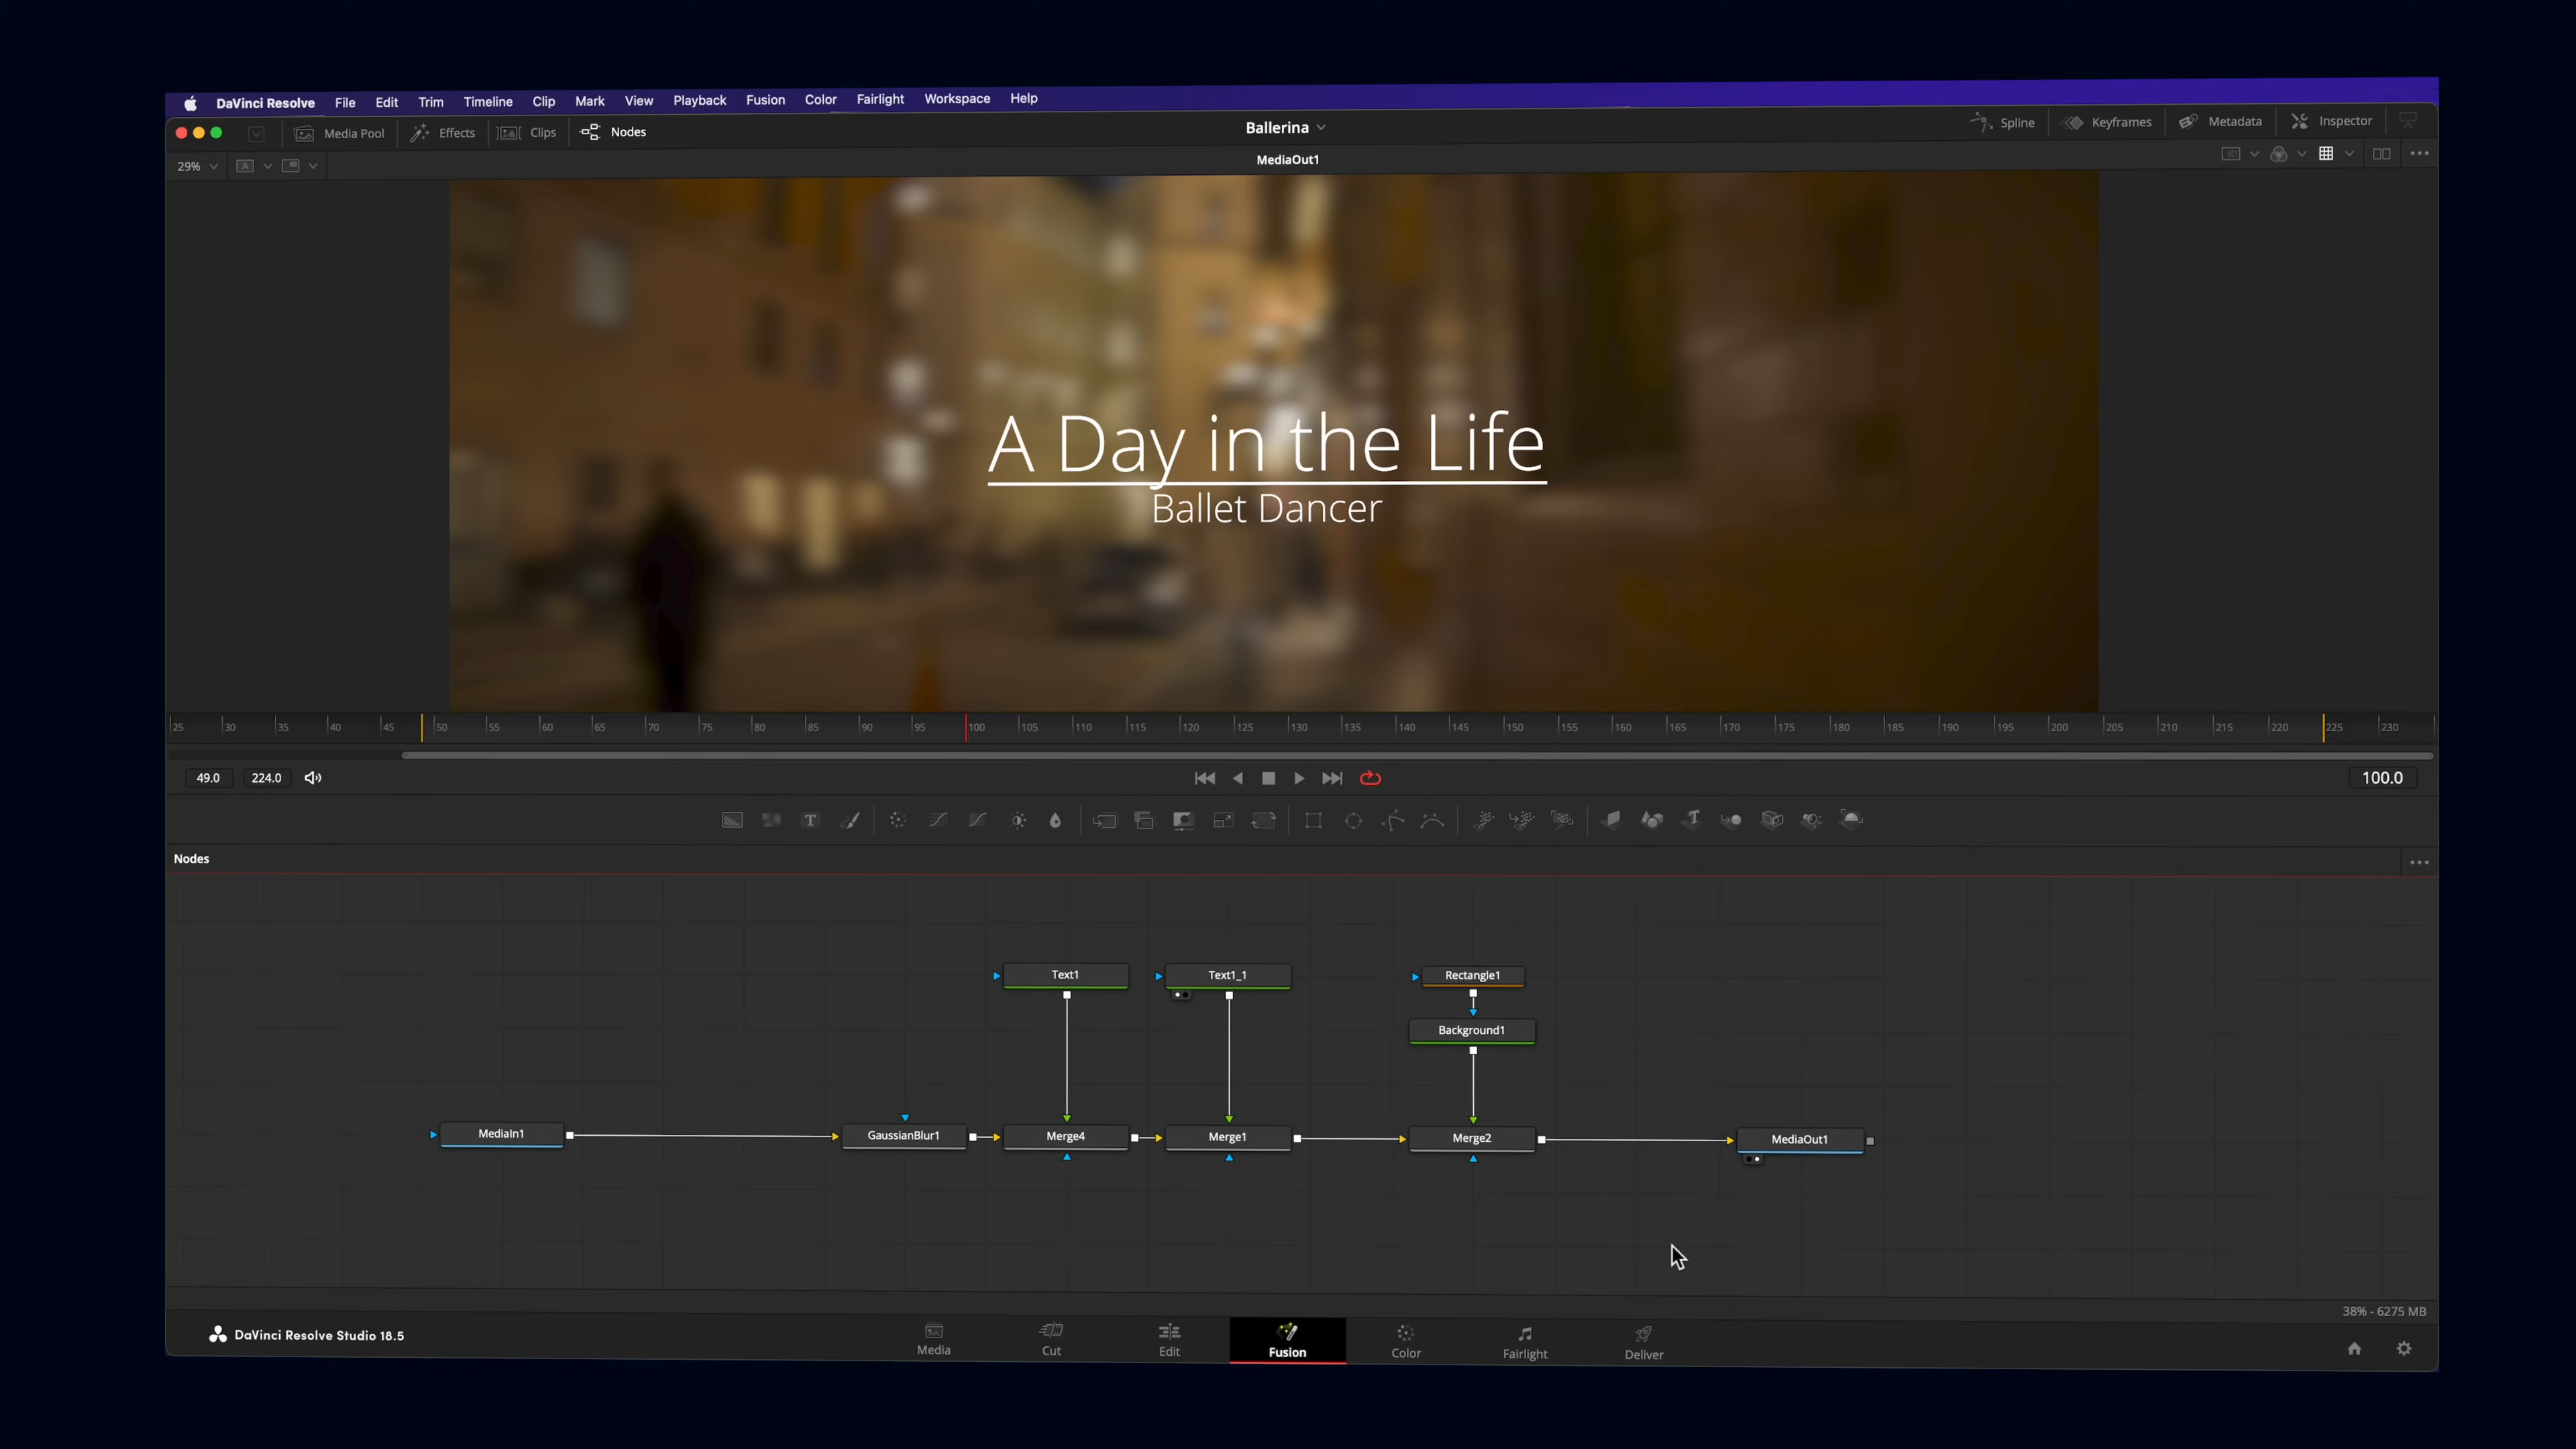 DaVinci Resolve File Edit Trim Timeline Clip Mark View Playback Fusion Color Fairlight Workspace Help
Media Pool Effects Clips Nodes Ballerina Spline Keyframes Metadata Inspector
29% A MediaOut1
A Day in the Life
Ballet Dancer
25 30 35 40 45 50 55 60 65 70 75 80 85 90 95 100 105 110 115 120 125 130 135 140 145 150 155 160 165 170 175 180 185 190 195 200 205 210 215 220 225 230
49.0 224.0 100.0
T T
Nodes
Text1 Text1_1 Rectangle1
Background1
MediaIn1 GaussianBlur1 Merge4 Merge1 Merge2 MediaOut1
38% - 6275 MB
DaVinci Resolve Studio 18.5 Media Cut Edit Fusion Color Fairlight Deliver